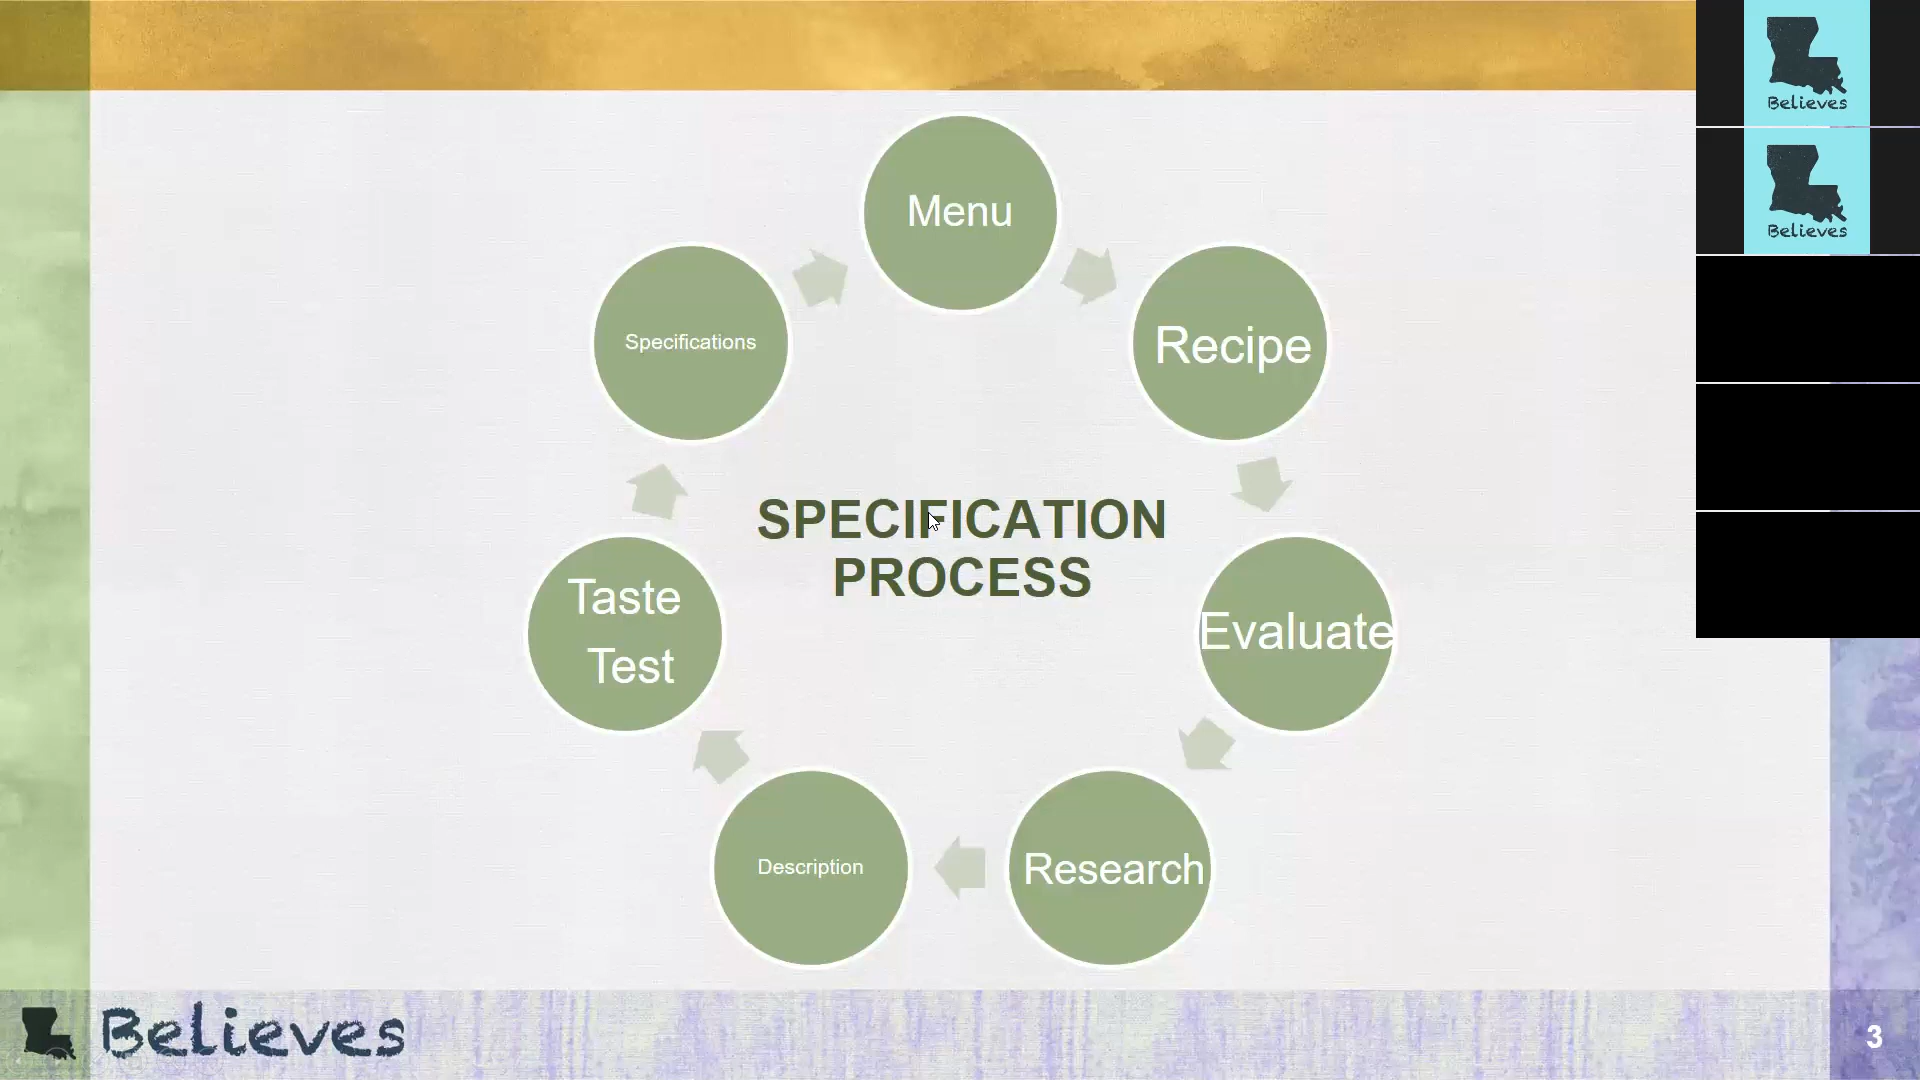 Menu
Recipe
Evaluate
Research
Description
Taste
Test
Specifications
SPECIFICATION
PROCESS
Believes
Believes
Believes
3